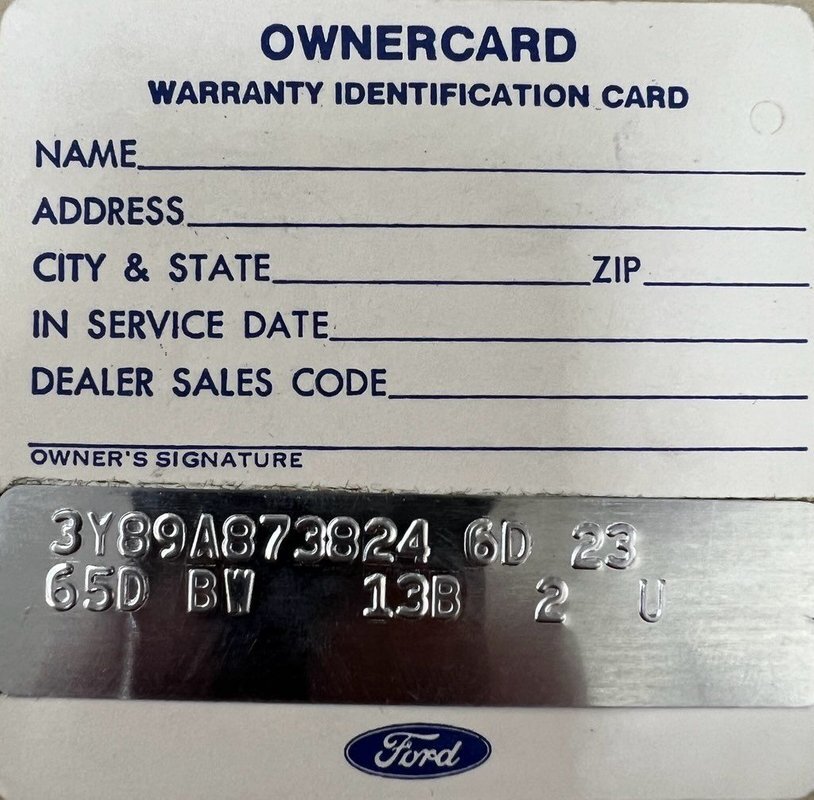 OWNERCARD
WARRANTY IDENTIFICATION CARD
NAME
ADDRESS
CITY & STATE ZIP
IN SERVICE DATE
DEALER SALES CODE
OWNER'S SIGNATURE
3Y89A873824 6D 23
65D BW 13B 2 U
Ford